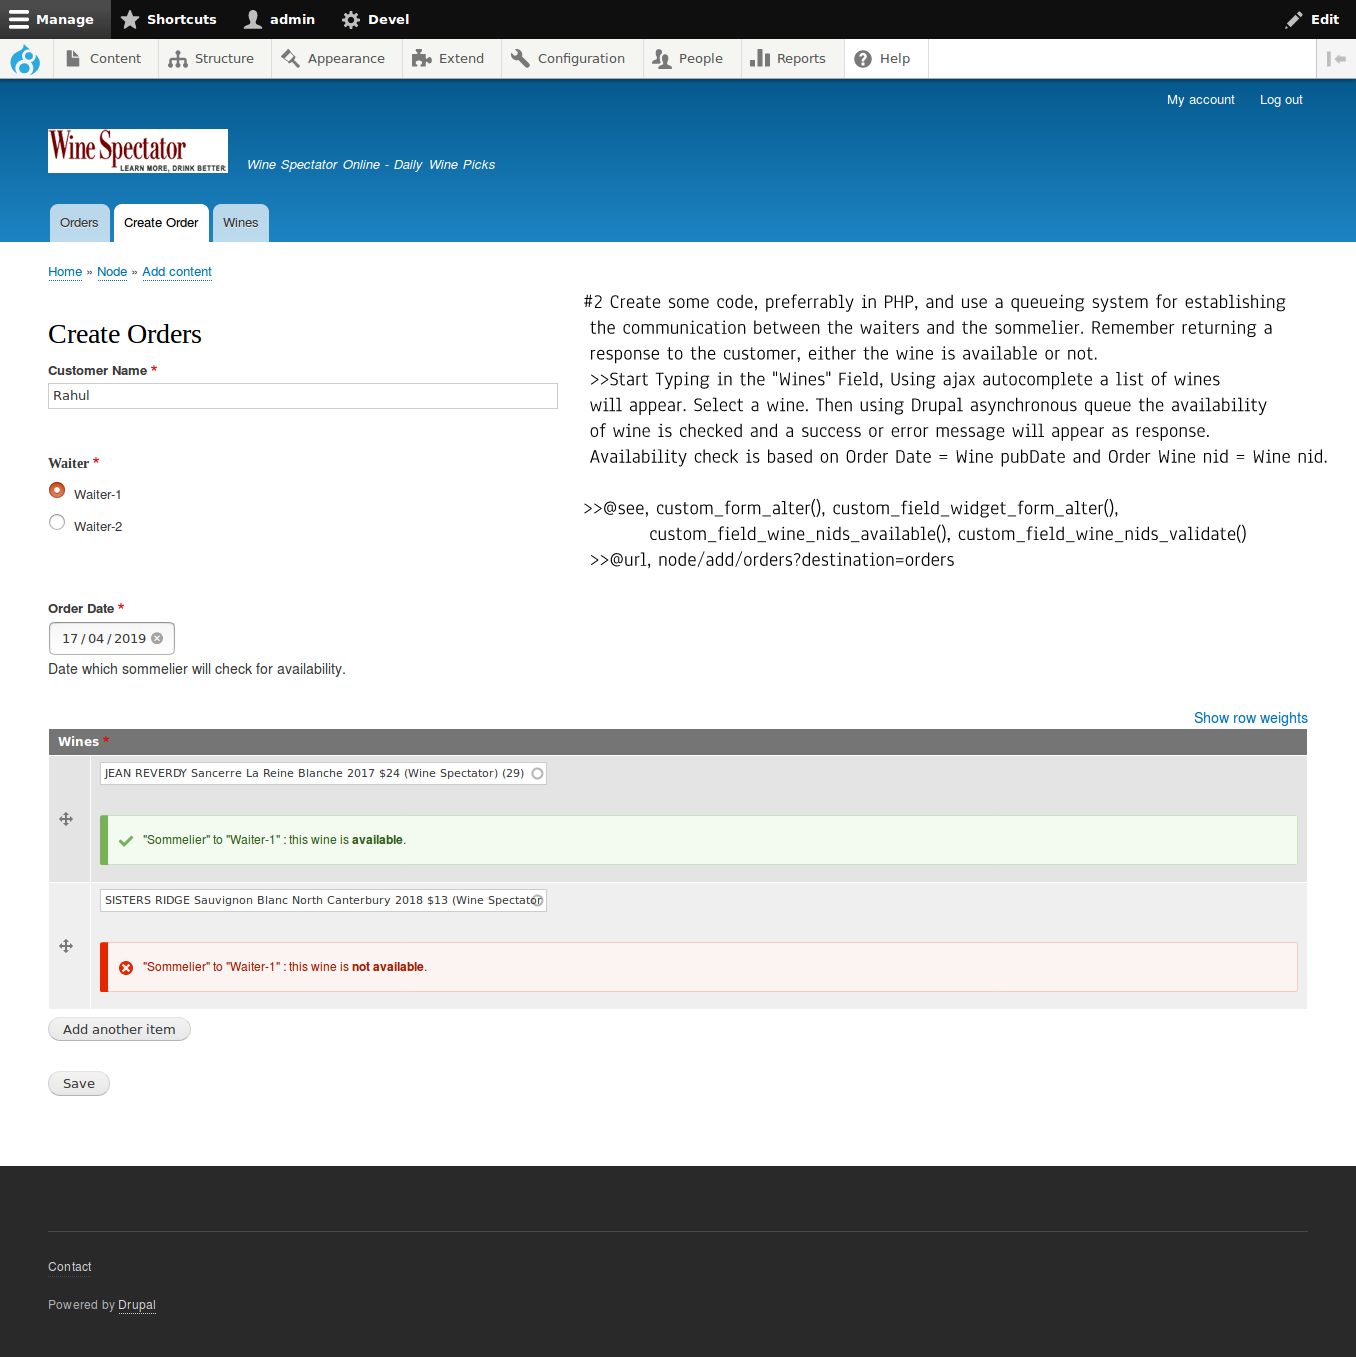 Manage
Shortcuts
admin
Devel
Edit
Content
Structure
Appearance
Extend
Configuration
People
Reports
Help
My account
Log out
Wine Spectator
LEARN MORE, DRINK BETTER
Wine Spectator Online - Daily Wine Picks
Orders
Create Order
Wines
Home » Node » Add content
#2 Create some code, preferrably in PHP, and use a queueing system for establishing
the communication between the waiters and the sommelier. Remember returning a
response to the customer, either the wine is available or not.
>>Start Typing in the "Wines" Field, Using ajax autocomplete a list of wines
will appear. Select a wine. Then using Drupal asynchronous queue the availability
of wine is checked and a success or error message will appear as response.
Availability check is based on Order Date = Wine pubDate and Order Wine nid = Wine nid.
>>@see, custom_form_alter(), custom_field_widget_form_alter(),
custom_field_wine_nids_available(), custom_field_wine_nids_validate()
>>@url, node/add/orders?destination=orders
Create Orders
Customer Name *
Rahul
Waiter *
Waiter-1
Waiter-2
Order Date *
17/04/2019
Date which sommelier will check for availability.
Show row weights
Wines *
JEAN REVERDY Sancerre La Reine Blanche 2017 $24 (Wine Spectator) (29)
"Sommelier" to "Waiter-1" : this wine is available.
SISTERS RIDGE Sauvignon Blanc North Canterbury 2018 $13 (Wine Spectator
"Sommelier" to "Waiter-1" : this wine is not available.
Add another item
Save
Contact
Powered by Drupal